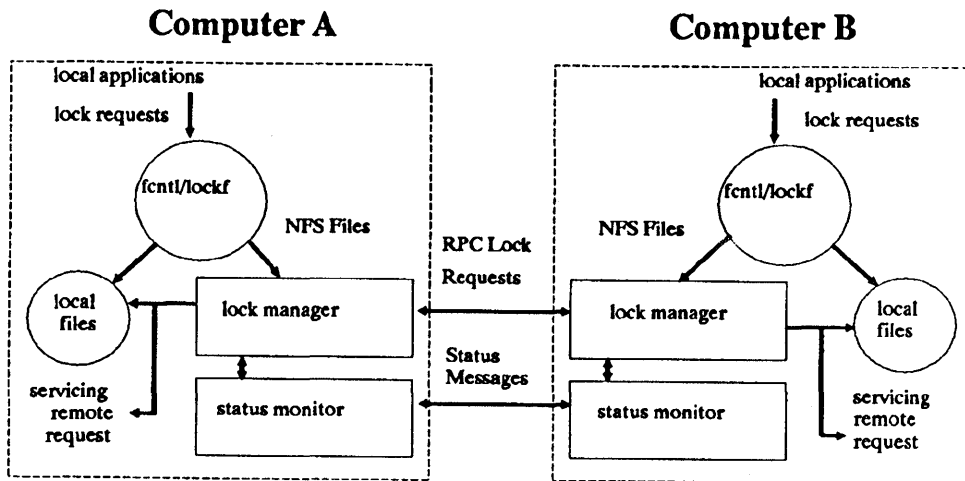 Computer A
Computer B
local applications
lock requests
fcntl/lockf
NFS Files
local
files
lock manager
servicing
remote
request
status monitor
RPC Lock
Requests
Status
Messages
local applications
lock requests
fcntl/lockf
NFS Files
lock manager
local
files
status monitor
servicing
remote
request